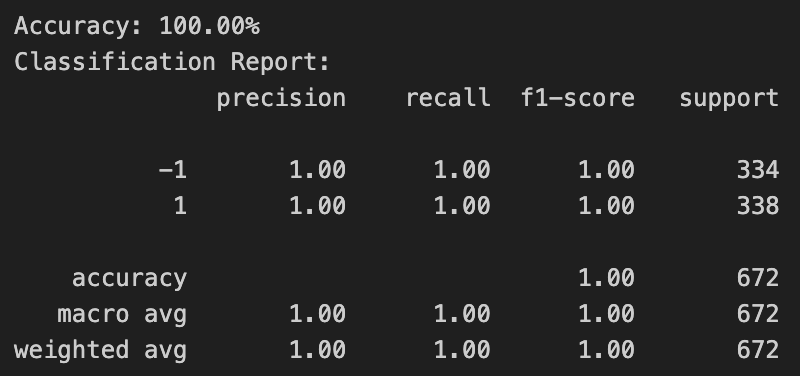 Accuracy: 100.00%
Classification Report:
precision recall f1-score support
-1 1.00 1.00 1.00 334
1 1.00 1.00 1.00 338
accuracy 1.00 672
macro avg 1.00 1.00 1.00 672
weighted avg 1.00 1.00 1.00 672